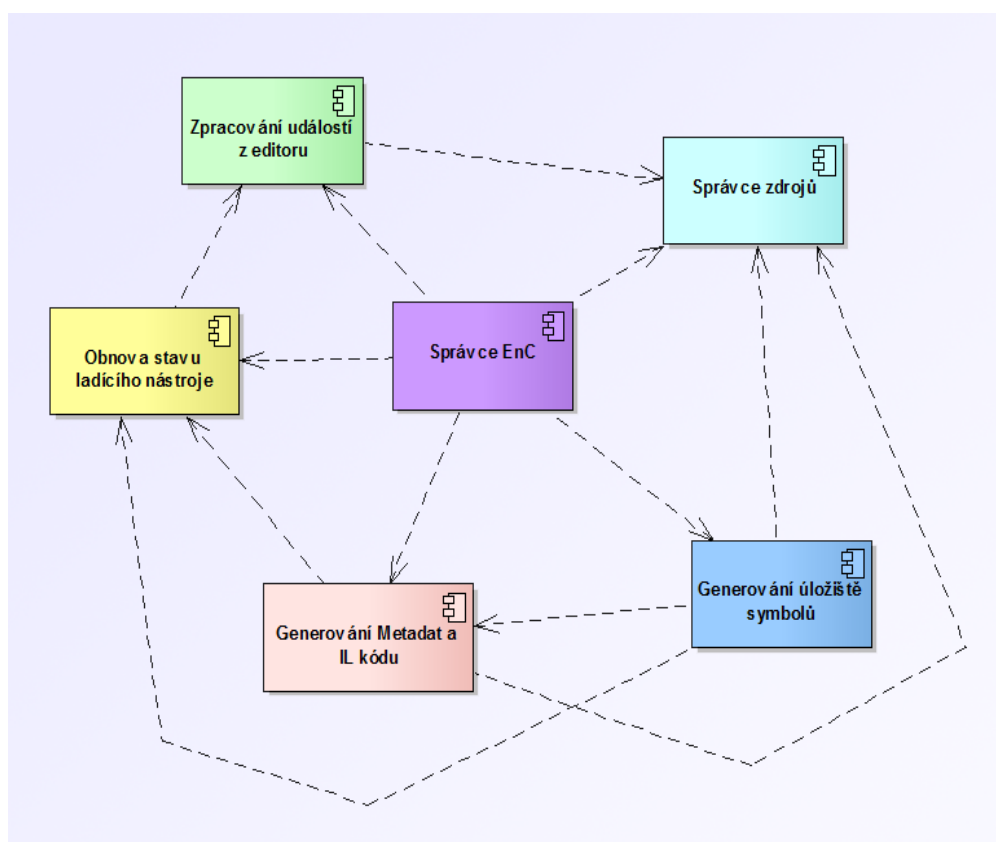 Zpracování událostí
z editoru
Správce zdrojů
Obnova stavu
ladícího nástroje
Správce EnC
Generování úložiště
symbolů
Generování Metadat a
IL kódu